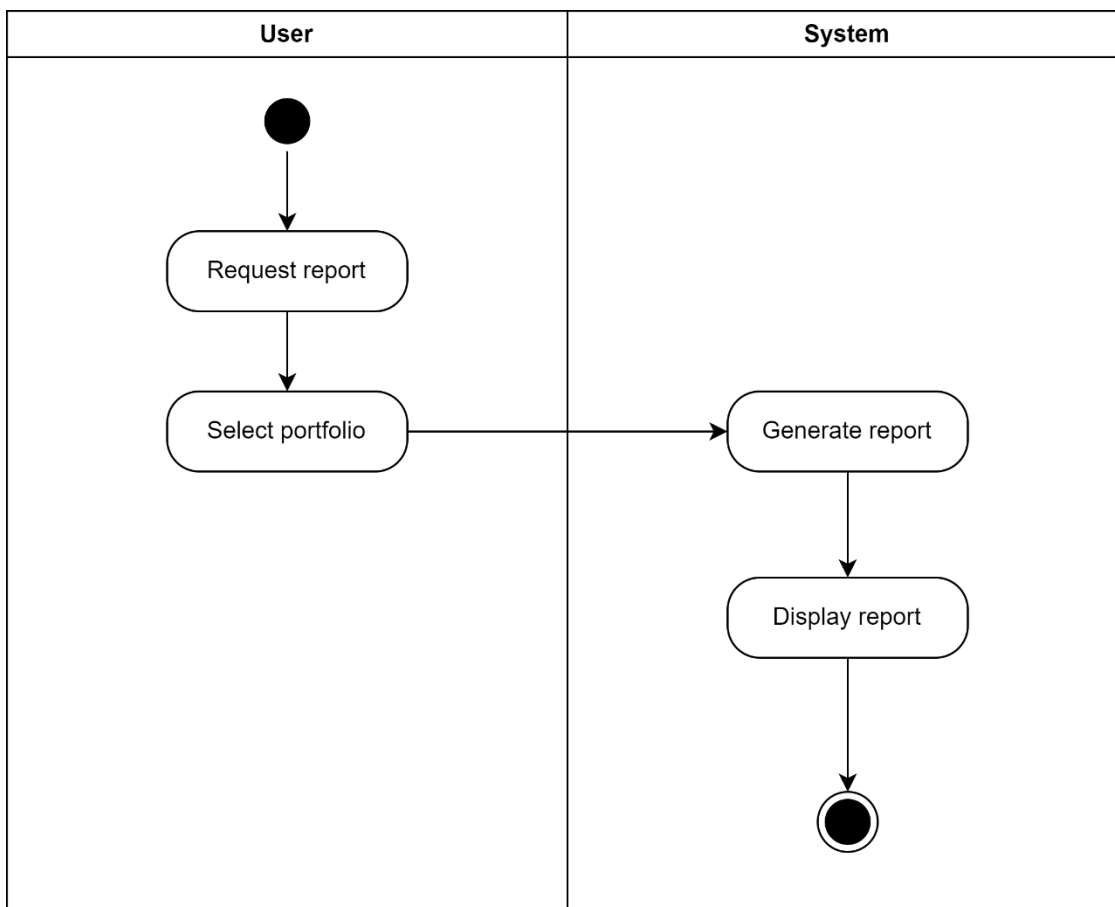 User
System
Request report
Select portfolio
Generate report
Display report